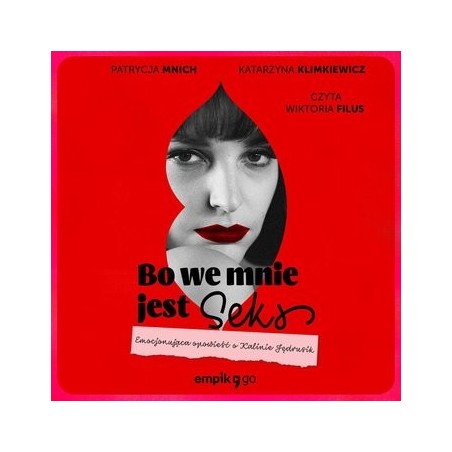 PATRYCJA MNICH KATARZYNA KLIMKIEWICZ
CZYTA
WIKTORIA FILUS
Bo we mnie
jest Seks
Emocjonująca opowieść o Kalinie Jędrusik
empik go